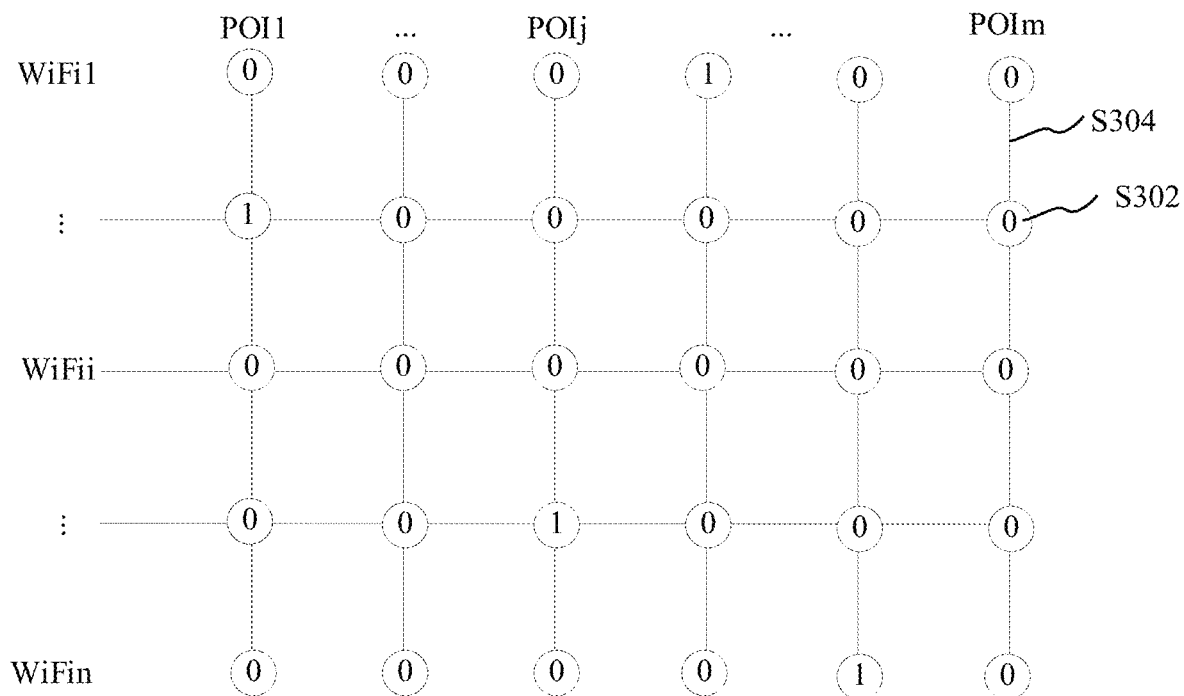 POI1 ... POIj ... POIm
WiFi1 0 0 0 1 0 0
S304
⋮ 1 0 0 0 0 0
S302
WiFii 0 0 0 0 0 0
⋮ 0 0 1 0 0 0
WiFin 0 0 0 0 1 0